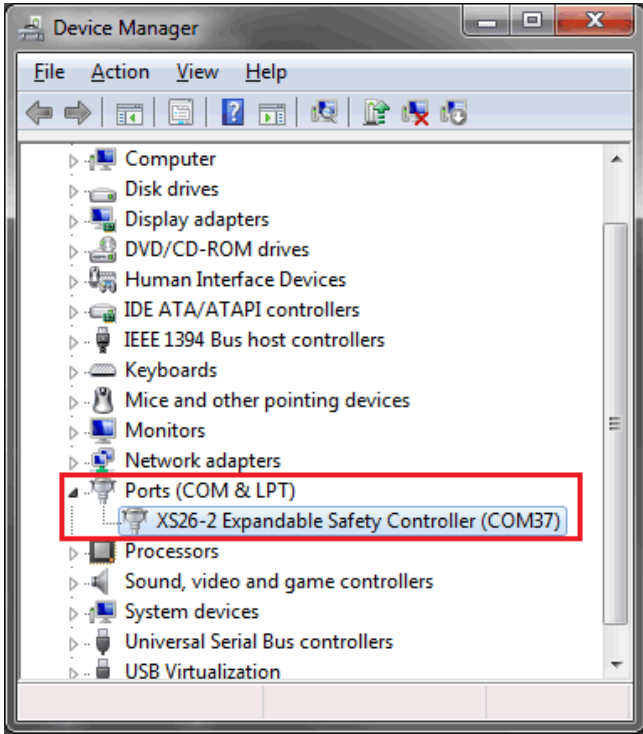 Device Manager
File Action View Help
Computer
Disk drives
Display adapters
DVD/CD-ROM drives
Human Interface Devices
IDE ATA/ATAPI controllers
IEEE 1394 Bus host controllers
Keyboards
Mice and other pointing devices
Monitors
Network adapters
Ports (COM & LPT)
XS26-2 Expandable Safety Controller (COM37)
Processors
Sound, video and game controllers
System devices
Universal Serial Bus controllers
USB Virtualization